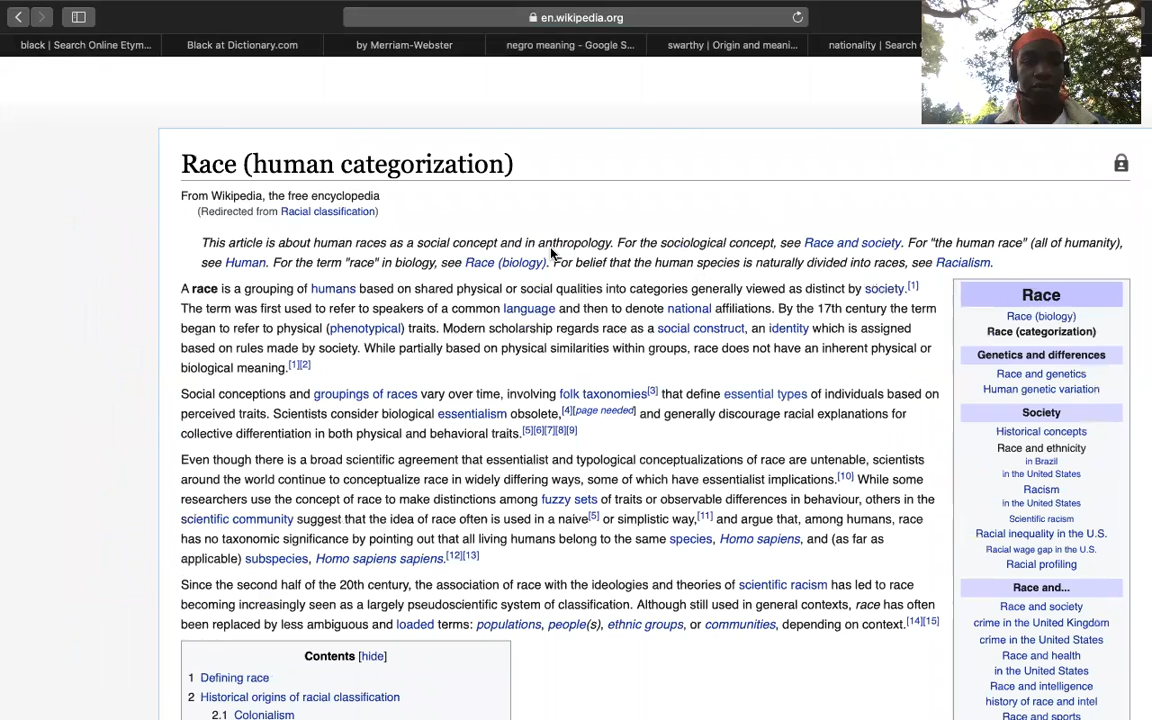 en.wikipedia.org
black | Search Online Etym...
Black at Dictionary.com
by Merriam-Webster
negro meaning - Google S...
swarthy | Origin and meani...
nationality | Search
Race (human categorization)
From Wikipedia, the free encyclopedia
(Redirected from Racial classification)
This article is about human races as a social concept and in anthropology. For the sociological concept, see Race and society. For "the human race" (all of humanity),
see Human. For the term "race" in biology, see Race (biology). For belief that the human species is naturally divided into races, see Racialism.
A race is a grouping of humans based on shared physical or social qualities into categories generally viewed as distinct by society.[1]
The term was first used to refer to speakers of a common language and then to denote national affiliations. By the 17th century the term
began to refer to physical (phenotypical) traits. Modern scholarship regards race as a social construct, an identity which is assigned
based on rules made by society. While partially based on physical similarities within groups, race does not have an inherent physical or
biological meaning.[1][2]
Social conceptions and groupings of races vary over time, involving folk taxonomies[3] that define essential types of individuals based on
perceived traits. Scientists consider biological essentialism obsolete,[4][page needed] and generally discourage racial explanations for
collective differentiation in both physical and behavioral traits.[5][6][7][8][9]
Even though there is a broad scientific agreement that essentialist and typological conceptualizations of race are untenable, scientists
around the world continue to conceptualize race in widely differing ways, some of which have essentialist implications.[10] While some
researchers use the concept of race to make distinctions among fuzzy sets of traits or observable differences in behaviour, others in the
scientific community suggest that the idea of race often is used in a naive[5] or simplistic way,[11] and argue that, among humans, race
has no taxonomic significance by pointing out that all living humans belong to the same species, Homo sapiens, and (as far as
applicable) subspecies, Homo sapiens sapiens.[12][13]
Since the second half of the 20th century, the association of race with the ideologies and theories of scientific racism has led to race
becoming increasingly seen as a largely pseudoscientific system of classification. Although still used in general contexts, race has often
been replaced by less ambiguous and loaded terms: populations, people(s), ethnic groups, or communities, depending on context.[14][15]
Contents [hide]
1 Defining race
2 Historical origins of racial classification
2.1 Colonialism
Race
Race (biology)
Race (categorization)
Genetics and differences
Race and genetics
Human genetic variation
Society
Historical concepts
Race and ethnicity
in Brazil
in the United States
Racism
in the United States
Scientific racism
Racial inequality in the U.S.
Racial wage gap in the U.S.
Racial profiling
Race and...
Race and society
crime in the United Kingdom
crime in the United States
Race and health
in the United States
Race and intelligence
history of race and intel
Race and sports